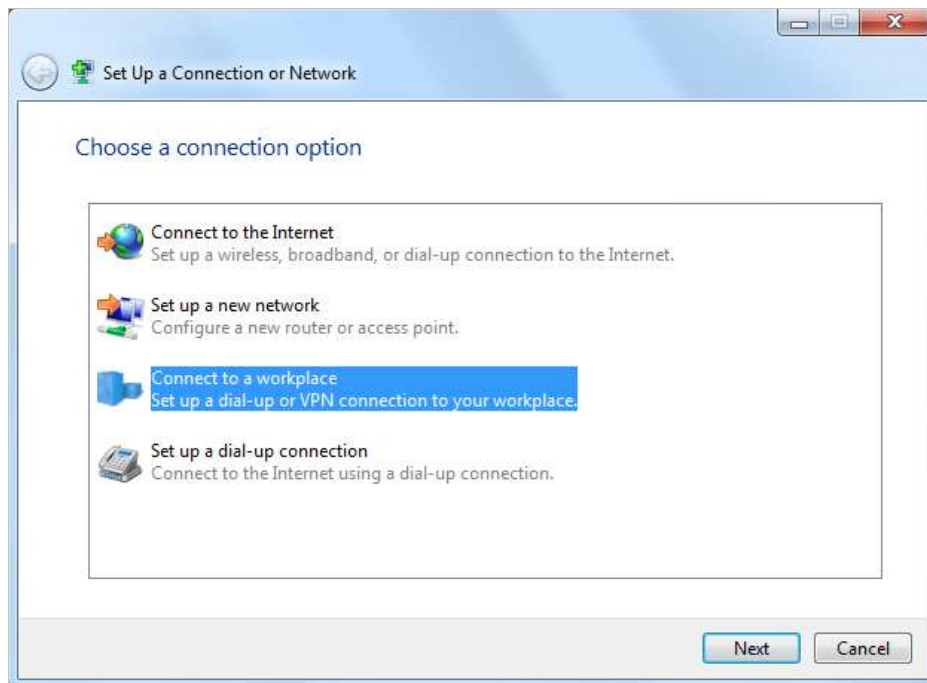 Set Up a Connection or Network
Choose a connection option
Connect to the Internet
Set up a wireless, broadband, or dial-up connection to the Internet.
Set up a new network
Configure a new router or access point.
Connect to a workplace
Set up a dial-up or VPN connection to your workplace.
Set up a dial-up connection
Connect to the Internet using a dial-up connection.
Next
Cancel